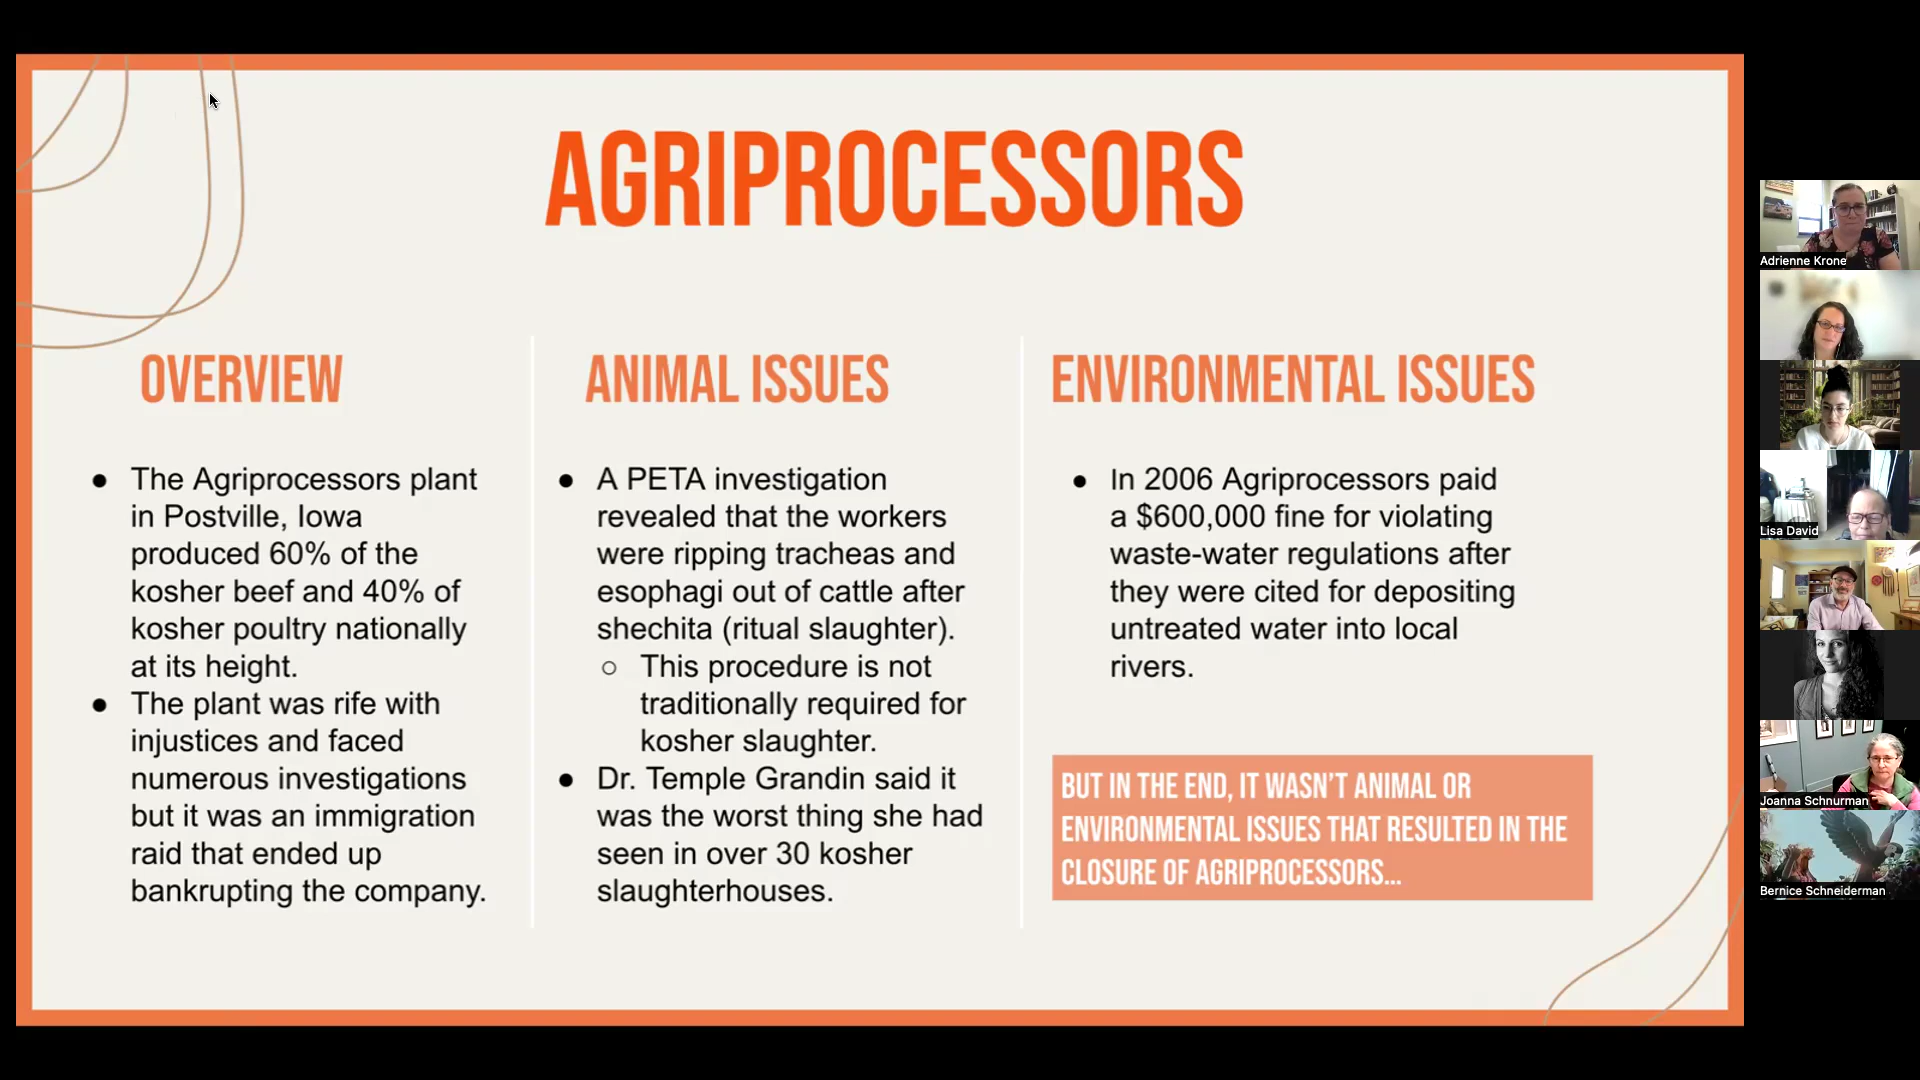 AGRIPROCESSORS
OVERVIEW
● The Agriprocessors plant
in Postville, Iowa
produced 60% of the
kosher beef and 40% of
kosher poultry nationally
at its height.
● The plant was rife with
injustices and faced
numerous investigations
but it was an immigration
raid that ended up
bankrupting the company.
ANIMAL ISSUES
● A PETA investigation
revealed that the workers
were ripping tracheas and
esophagi out of cattle after
shechita (ritual slaughter).
○ This procedure is not
traditionally required for
kosher slaughter.
● Dr. Temple Grandin said it
was the worst thing she had
seen in over 30 kosher
slaughterhouses.
ENVIRONMENTAL ISSUES
● In 2006 Agriprocessors paid
a $600,000 fine for violating
waste-water regulations after
they were cited for depositing
untreated water into local
rivers.
BUT IN THE END, IT WASN'T ANIMAL OR
ENVIRONMENTAL ISSUES THAT RESULTED IN THE
CLOSURE OF AGRIPROCESSORS...
Adrienne Krone
Lisa David
Joanna Schnurman
Bernice Schneiderman